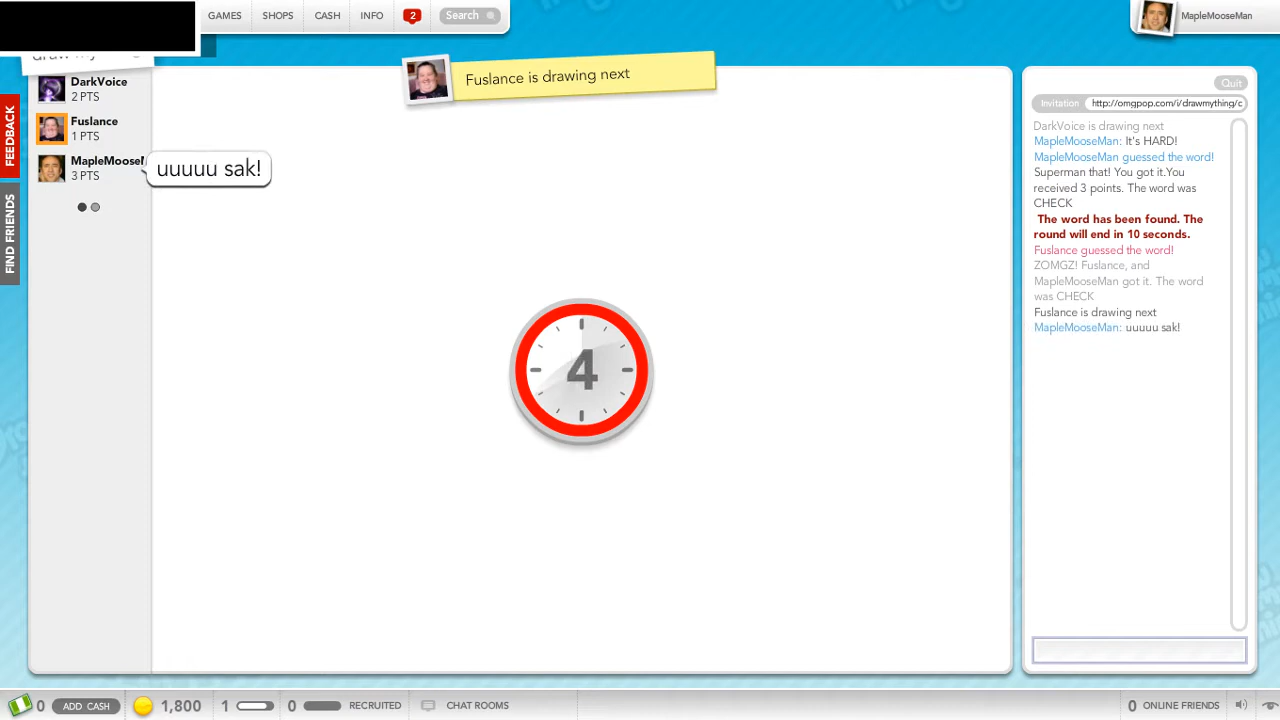 GAMES
SHOPS
CASH
INFO
2
Search
MapleMooseMan
FEEDBACK
FIND FRIENDS
DarkVoice
2 PTS
Fuslance
1 PTS
MapleMooseM
3 PTS
uuuuu sak!
Fuslance is drawing next
4
Quit
Invitation
http://omgpop.com/i/drawmything/c
DarkVoice is drawing next
MapleMooseMan: It's HARD!
MapleMooseMan guessed the word!
Superman that! You got it.You
received 3 points. The word was
CHECK
The word has been found. The
round will end in 10 seconds.
Fuslance guessed the word!
ZOMGZ! Fuslance, and
MapleMooseMan got it. The word
was CHECK
Fuslance is drawing next
MapleMooseMan: uuuuu sak!
0
ADD CASH
1,800
1
0
RECRUITED
CHAT ROOMS
0 ONLINE FRIENDS